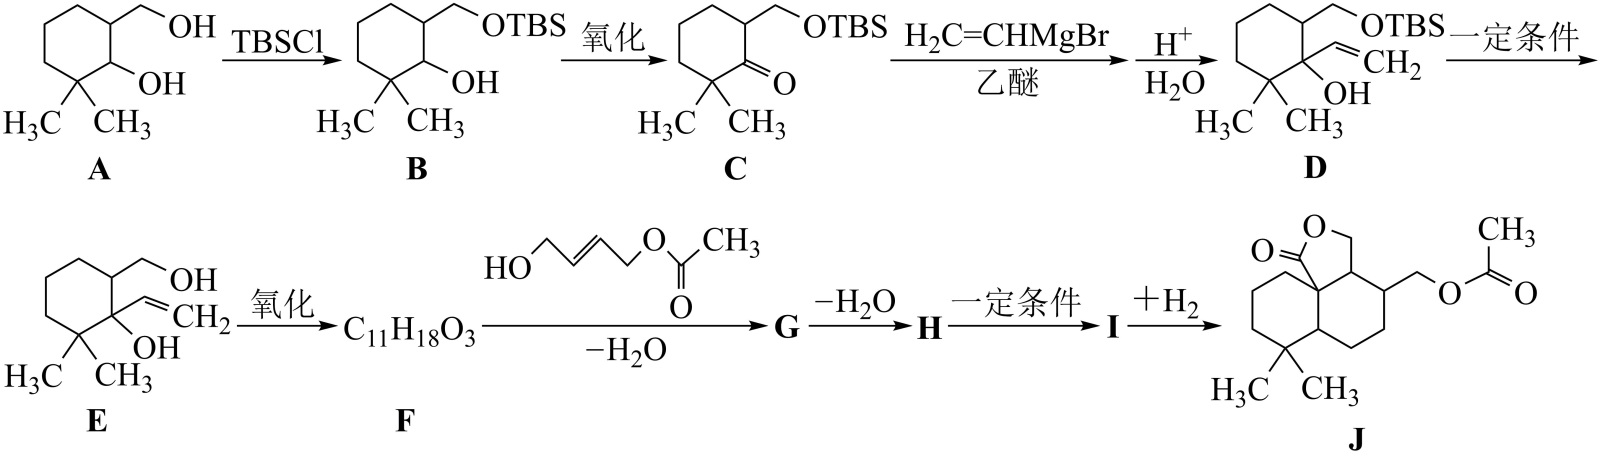 OH
OH
H₃C CH₃
A
TBSCl
OTBS
OH
H₃C CH₃
B
氧化
OTBS
O
H₃C CH₃
C
H₂C=CHMgBr
乙醚
H⁺
H₂O
OTBS
CH₂
OH
H₃C CH₃
D
一定条件
OH
CH₂
OH
H₃C CH₃
E
氧化
C₁₁H₁₈O₃
F
HO
O
CH₃
O
−H₂O
G
−H₂O
H
一定条件
I
+H₂
O
O
CH₃
O
O
H₃C CH₃
J